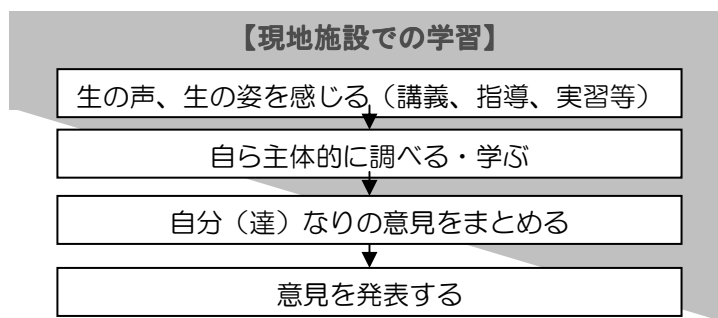 【現地施設での学習】
生の声、生の姿を感じる（講義、指導、実習等）
自ら主体的に調べる・学ぶ
自分（達）なりの意見をまとめる
意見を発表する